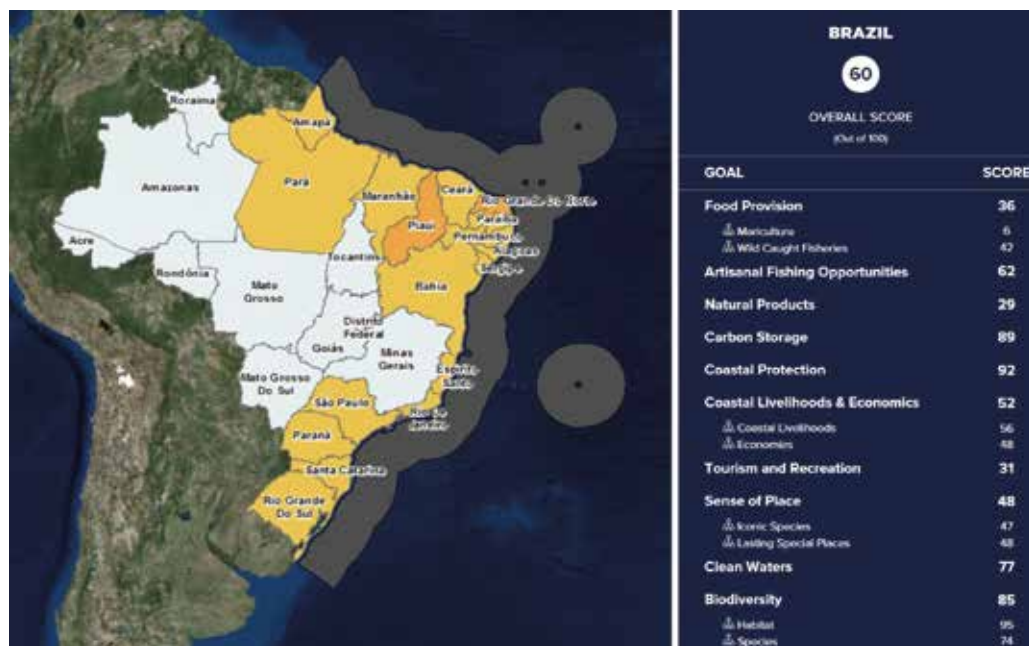 Roraima
Amapá
Amazonas
Pará
Maranhão
Ceará
Rio Grande Do Norte
Paraíba
Piauí
Pernambu
Alagoas
Sergipe
Acre
Rondônia
Tocantins
Mato
Grosso
Bahia
Distrito
Federal
Goiás
Minas
Gerais
Mato Grosso
Do Sul
Espírito
Santo
São Paulo
Rio De
Janeiro
Paraná
Santa Catarina
Rio Grande
Do Sul
BRAZIL
60
OVERALL SCORE
(Out of 100)
GOAL SCORE
Food Provision 36
Mariculture 6
Wild Caught Fisheries 42
Artisanal Fishing Opportunities 62
Natural Products 29
Carbon Storage 89
Coastal Protection 92
Coastal Livelihoods & Economics 52
Coastal Livelihoods 56
Economies 48
Tourism and Recreation 31
Sense of Place 48
Iconic Species 47
Lasting Special Places 48
Clean Waters 77
Biodiversity 85
Habitat 95
Species 74